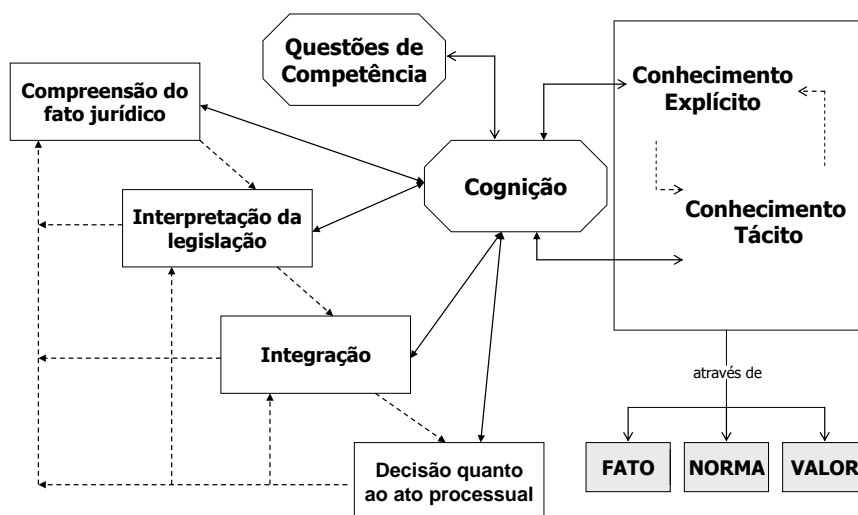 Questões de
Competência
Compreensão do
fato jurídico
Conhecimento
Explícito
Cognição
Interpretação da
legislação
Conhecimento
Tácito
Integração
através de
Decisão quanto
ao ato processual
FATO
NORMA
VALOR